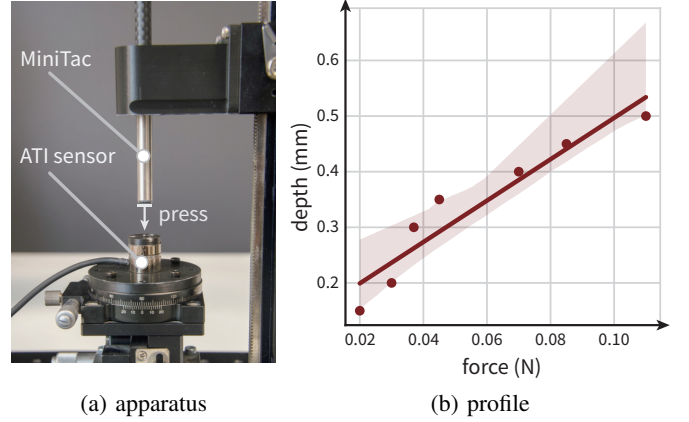 MiniTac
ATI sensor
press
depth (mm)
0.6
0.5
0.4
0.3
0.2
0.02 0.04 0.06 0.08 0.10
force (N)
(a) apparatus
(b) profile